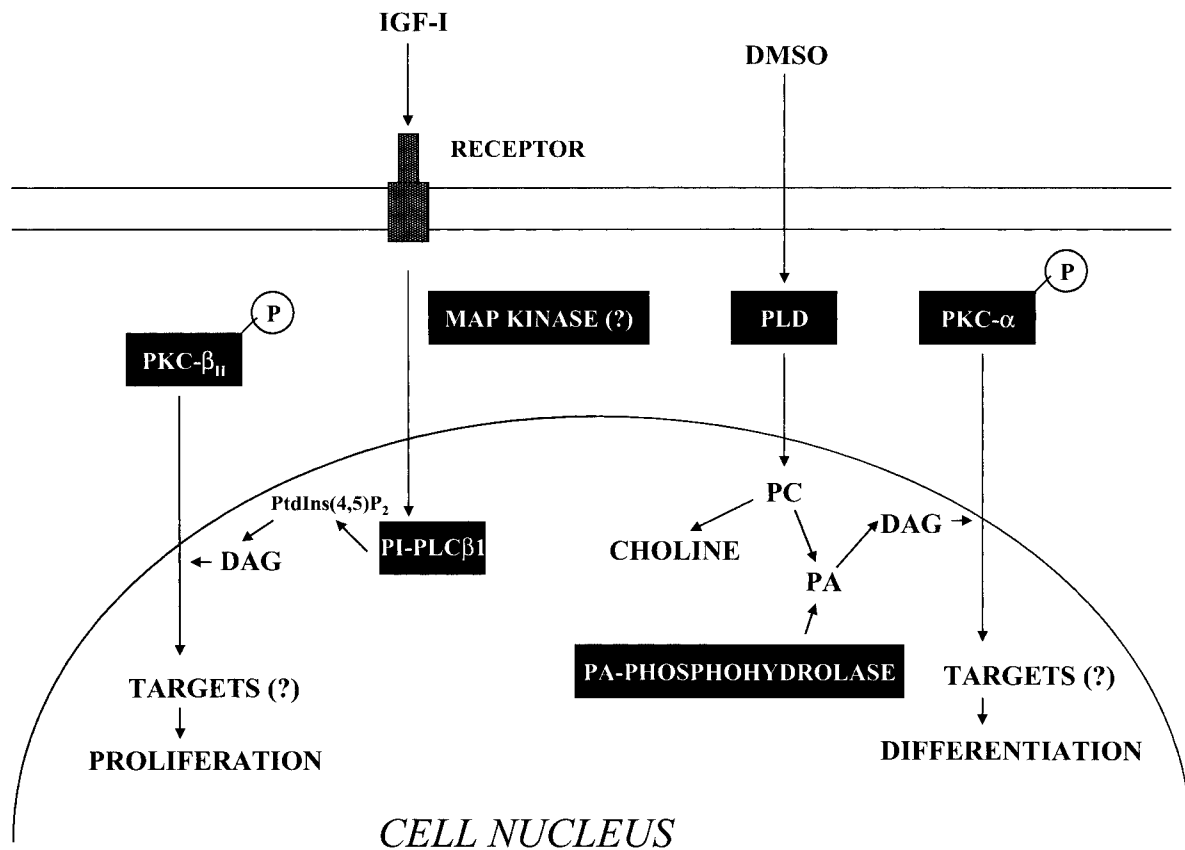 IGF-I
DMSO
RECEPTOR
P
P
MAP KINASE (?)
PLD
PKC-α
PKC-βII
PtdIns(4,5)P2
PC
DAG
PI-PLCβ1
DAG
CHOLINE
PA
PA-PHOSPHOHYDROLASE
TARGETS (?)
TARGETS (?)
PROLIFERATION
DIFFERENTIATION
CELL NUCLEUS